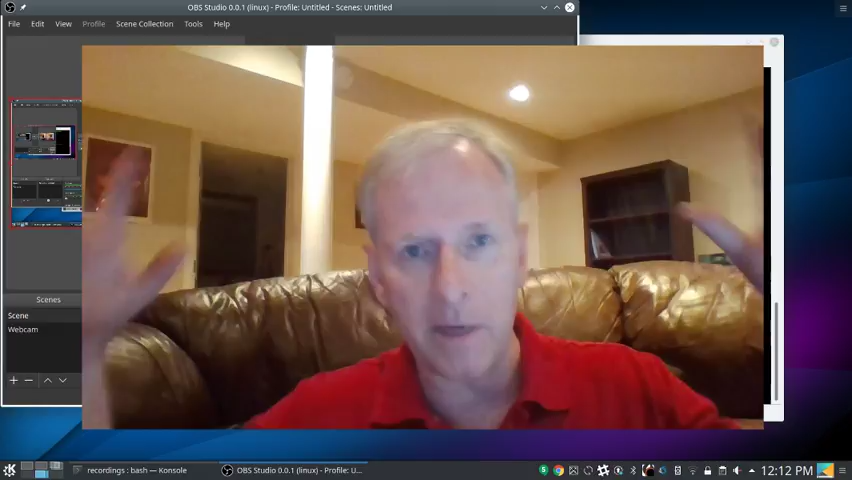 OBS Studio 0.0.1 (linux) - Profile: Untitled - Scenes: Untitled
File Edit View Profile Scene Collection Tools Help
Scenes
Scene
Webcam
recordings : bash — Konsole
OBS Studio 0.0.1 (linux) - Profile: U...
12:12 PM